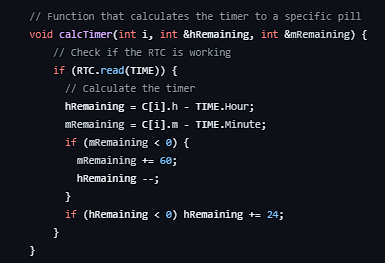 // Function that calculates the timer to a specific pill
void calcTimer(int i, int &hRemaining, int &mRemaining) {
    // Check if the RTC is working
    if (RTC.read(TIME)) {
      // Calculate the timer
      hRemaining = C[i].h - TIME.Hour;
      mRemaining = C[i].m - TIME.Minute;
      if (mRemaining < 0) {
        mRemaining += 60;
        hRemaining --;
      }
      if (hRemaining < 0) hRemaining += 24;
    }
}